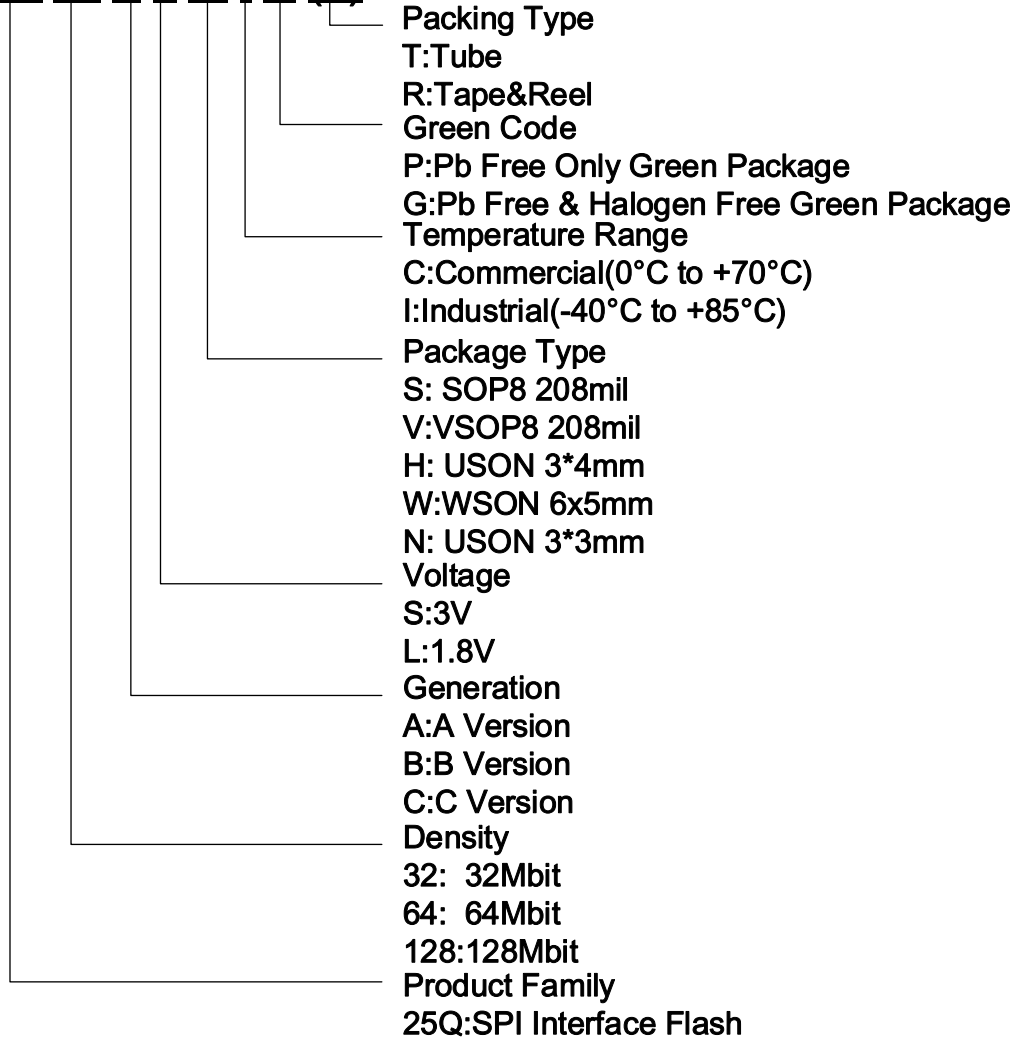 Packing Type
T:Tube
R:Tape&Reel
Green Code
P:Pb Free Only Green Package
G:Pb Free & Halogen Free Green Package
Temperature Range
C:Commercial(0°C to +70°C)
I:Industrial(-40°C to +85°C)
Package Type
S: SOP8 208mil
V:VSOP8 208mil
H: USON 3*4mm
W:WSON 6x5mm
N: USON 3*3mm
Voltage
S:3V
L:1.8V
Generation
A:A Version
B:B Version
C:C Version
Density
32: 32Mbit
64: 64Mbit
128:128Mbit
Product Family
25Q:SPI Interface Flash